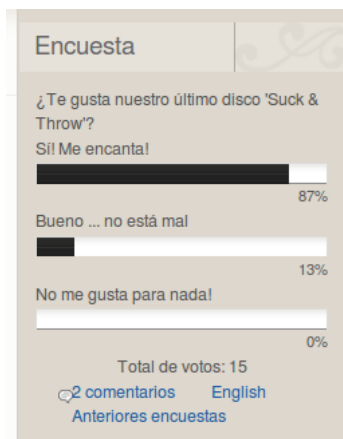 Encuesta
¿Te gusta nuestro último disco 'Suck &
Throw'?
Sí! Me encanta!
87%
Bueno ... no está mal
13%
No me gusta para nada!
0%
Total de votos: 15
2 comentarios English
Anteriores encuestas